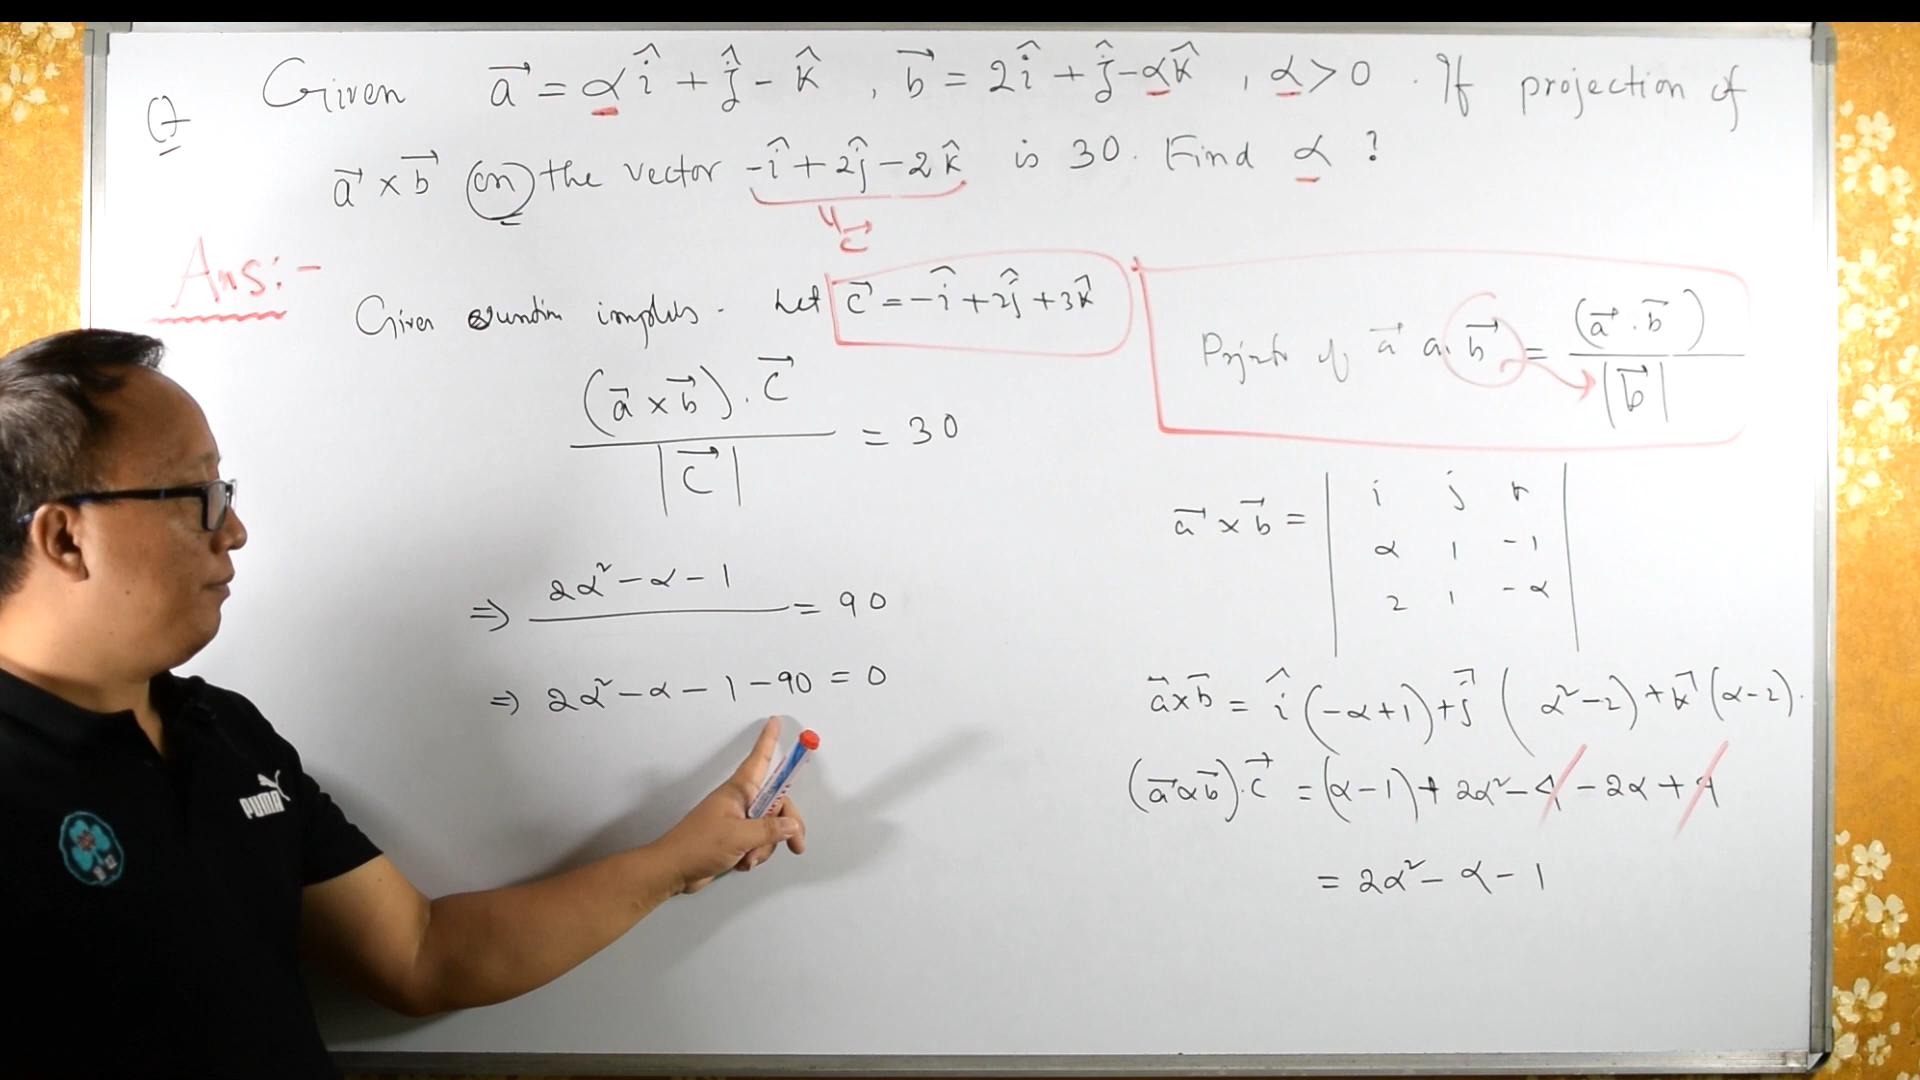 Q Given a⃗ = αî + ĵ - k̂ , b⃗ = 2î + ĵ - αk̂ , α > 0 . If projection of
a⃗ × b⃗ on the vector -î + 2ĵ - 2k̂ is 30. Find α ?
c⃗
Ans:-
Given implies . Let c⃗ = -î + 2ĵ + 3k̂
of a⃗ b⃗ = (a⃗ . b⃗) / |b⃗|
(a⃗ × b⃗) . c⃗ / |c⃗| = 30
a⃗ × b⃗ = | i j k
α 1 -1
2 1 -α |
⇒ 2α² - α - 1 / = 90
⇒ 2α² - α - 1 - 90 = 0
a⃗ × b⃗ = î (-α + 1) + j⃗ ( α² - 2) + k⃗ (α - 2).
(a⃗ × b⃗) . c⃗ = (α - 1) + 2α² - 4 - 2α + 4
= 2α² - α - 1
PUMA